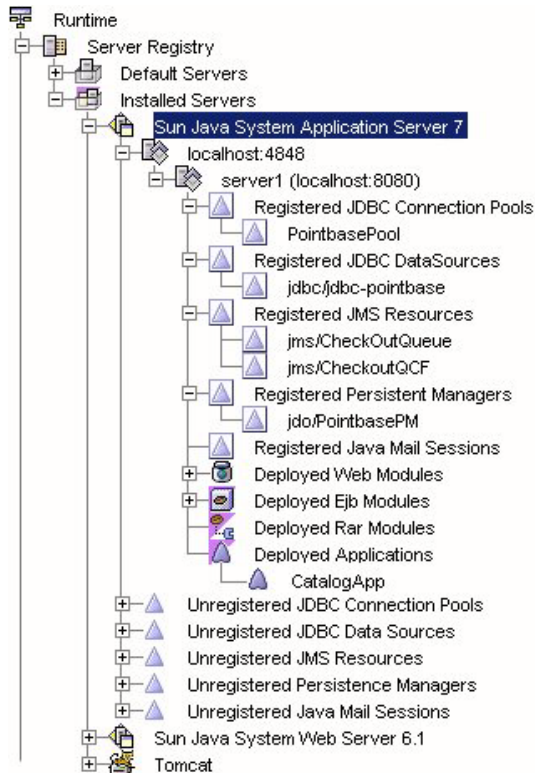 Runtime
Server Registry
Default Servers
Installed Servers
Sun Java System Application Server 7
localhost:4848
server1 (localhost:8080)
Registered JDBC Connection Pools
PointbasePool
Registered JDBC DataSources
jdbc/jdbc-pointbase
Registered JMS Resources
jms/CheckOutQueue
jms/CheckoutQCF
Registered Persistent Managers
jdo/PointbasePM
Registered Java Mail Sessions
Deployed Web Modules
Deployed Ejb Modules
Deployed Rar Modules
Deployed Applications
CatalogApp
Unregistered JDBC Connection Pools
Unregistered JDBC Data Sources
Unregistered JMS Resources
Unregistered Persistence Managers
Unregistered Java Mail Sessions
Sun Java System Web Server 6.1
Tomcat